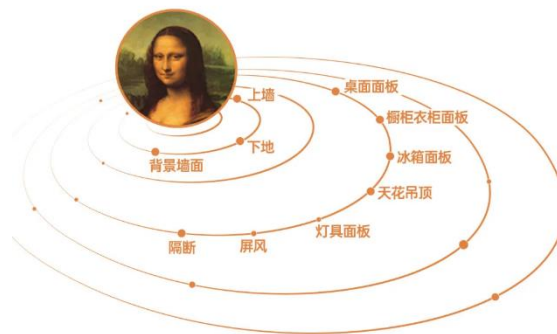 上墙
桌面面板
橱柜衣柜面板
下地
背景墙面
冰箱面板
天花吊顶
灯具面板
隔断
屏风